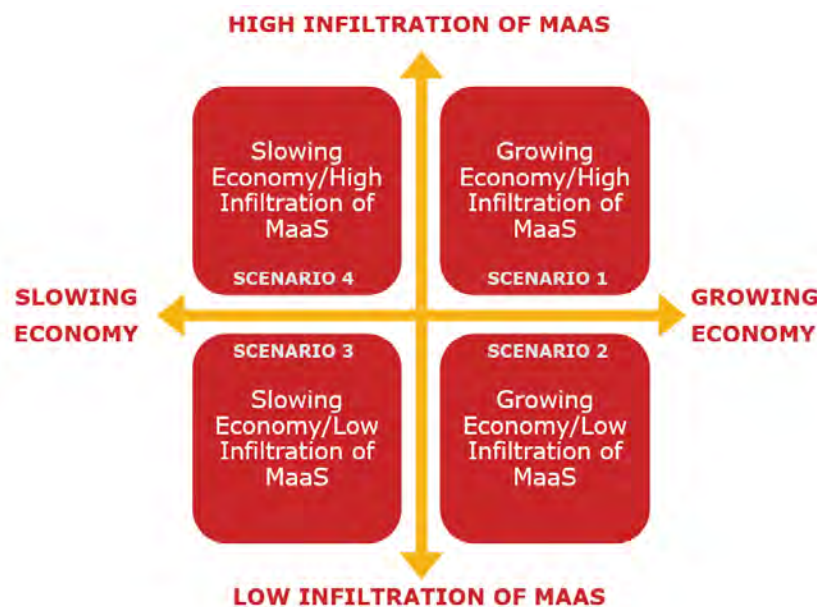 HIGH INFILTRATION OF MAAS
Slowing
Economy/High
Infiltration of
MaaS
SCENARIO 4
Growing
Economy/High
Infiltration of
MaaS
SCENARIO 1
SLOWING
ECONOMY
GROWING
ECONOMY
SCENARIO 3
Slowing
Economy/Low
Infiltration of
MaaS
SCENARIO 2
Growing
Economy/Low
Infiltration of
MaaS
LOW INFILTRATION OF MAAS